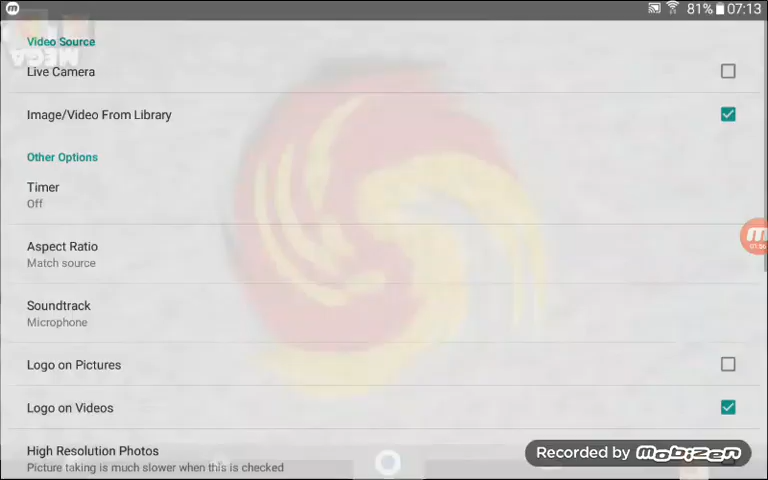 81% 07:13
Video Source
Live Camera
Image/Video From Library
Other Options
Timer
Off
Aspect Ratio
Match source
Soundtrack
Microphone
Logo on Pictures
Logo on Videos
High Resolution Photos
Picture taking is much slower when this is checked
Recorded by mobizen